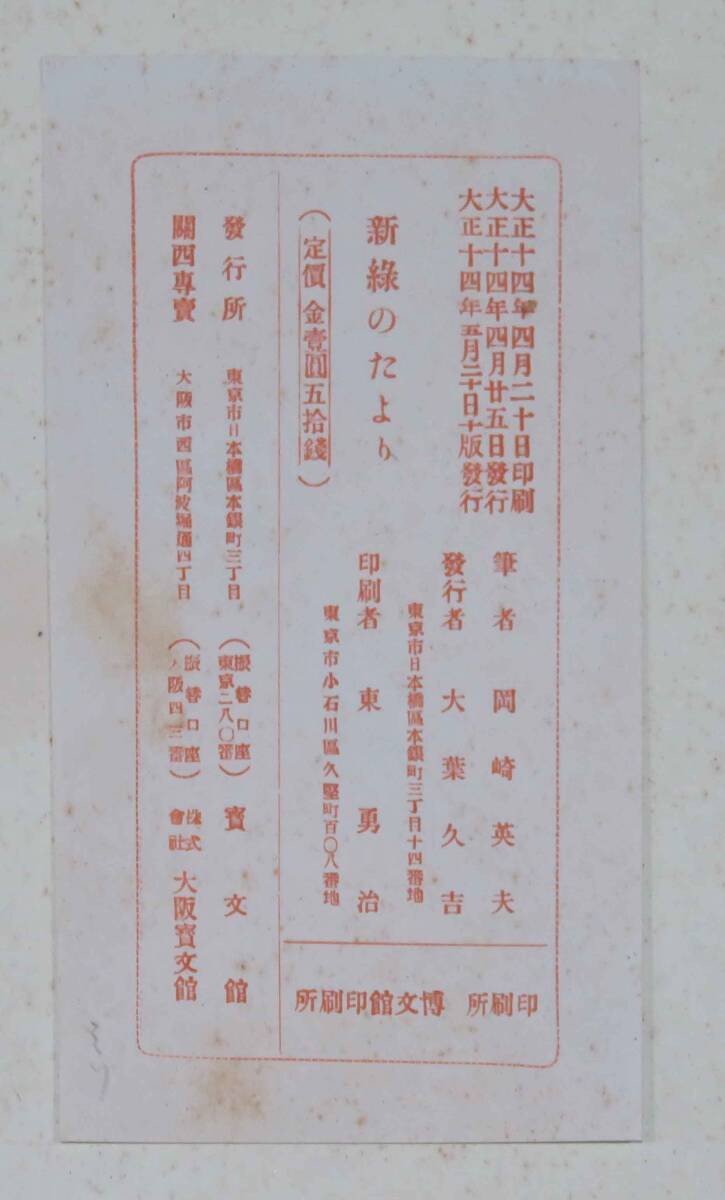 大正十四年四月二十日印刷
大正十四年四月廿五日發行
大正十四年五月二十日十版發行
新綠のたより
(定價 金壹圓五拾錢)
筆者 岡崎英夫
發行者 大葉久吉
東京市日本橋區本銀町三丁目十四番地
印刷者 東勇治
東京市小石川區久堅町百〇八番地
印刷所 博文館印刷所
發行所 東京市日本橋區本銀町三丁目 (振替口座東京二八〇番) 寶文館
關西專賣 大阪市西區阿波堀通四丁目 (振替口座大阪四三番) 株式會社 大阪寶文館